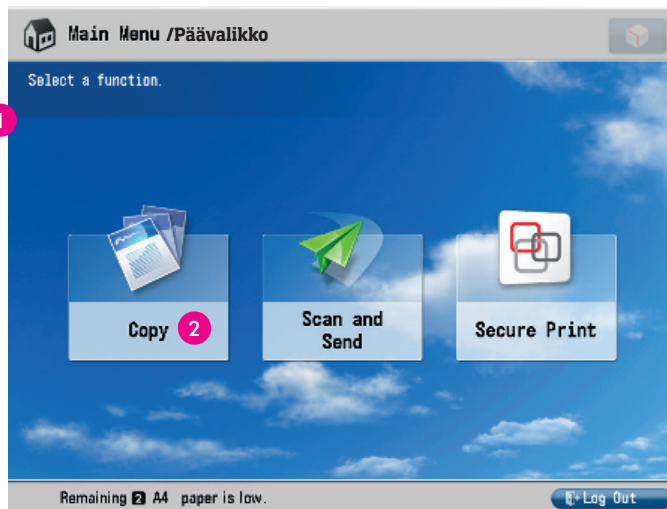 Main Menu /Päävalikko
Select a function.
1
Copy 2
Scan and
Send
Secure Print
Remaining 2 A4 paper is low.
Log Out